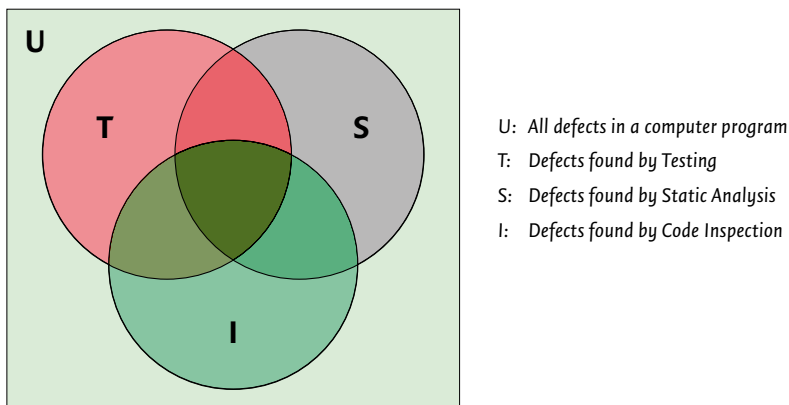 U
T
S
I
U: All defects in a computer program
T: Defects found by Testing
S: Defects found by Static Analysis
I: Defects found by Code Inspection